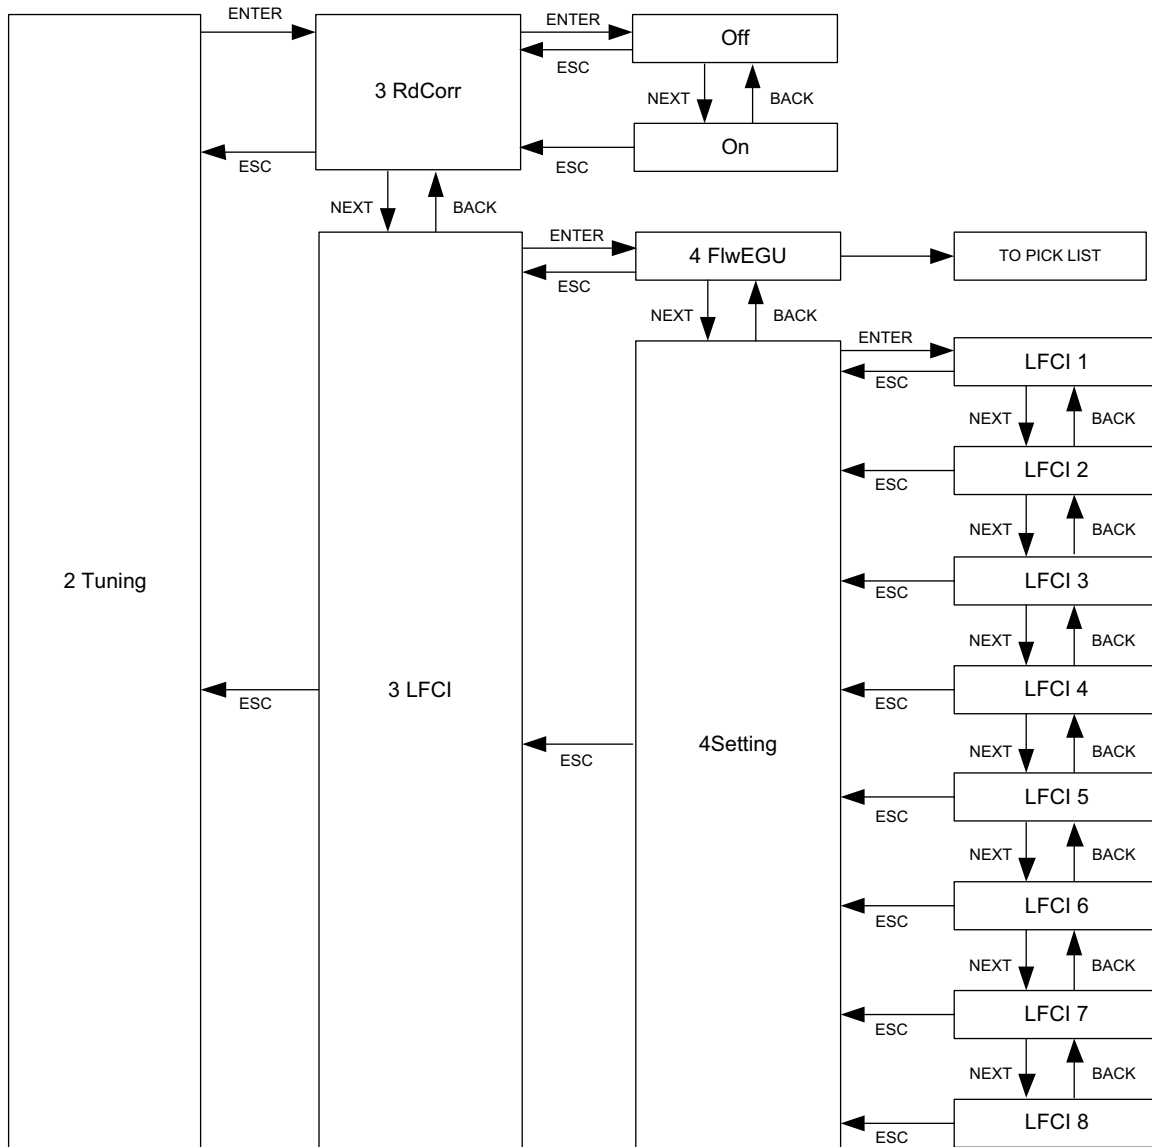 ENTER
3 RdCorr
ENTER
Off
ESC
NEXT
BACK
On
ESC
ESC
NEXT
BACK
ENTER
4 FlwEGU
TO PICK LIST
ESC
NEXT
BACK
ENTER
LFCI 1
ESC
NEXT
BACK
LFCI 2
ESC
NEXT
BACK
2 Tuning
LFCI 3
ESC
NEXT
BACK
3 LFCI
LFCI 4
ESC
ESC
4Setting
ESC
NEXT
BACK
LFCI 5
ESC
NEXT
BACK
LFCI 6
ESC
NEXT
BACK
LFCI 7
ESC
NEXT
BACK
LFCI 8
ESC